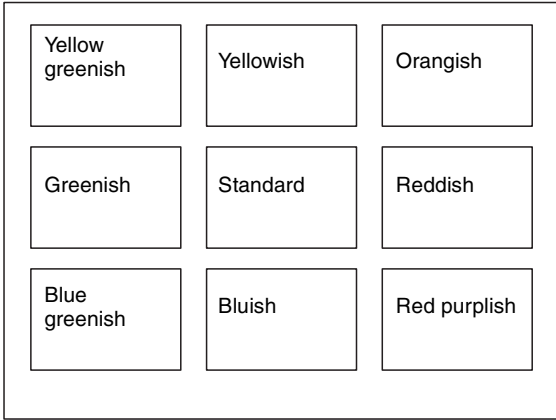 Yellow
greenish
Yellowish
Orangish
Greenish
Standard
Reddish
Blue
greenish
Bluish
Red purplish